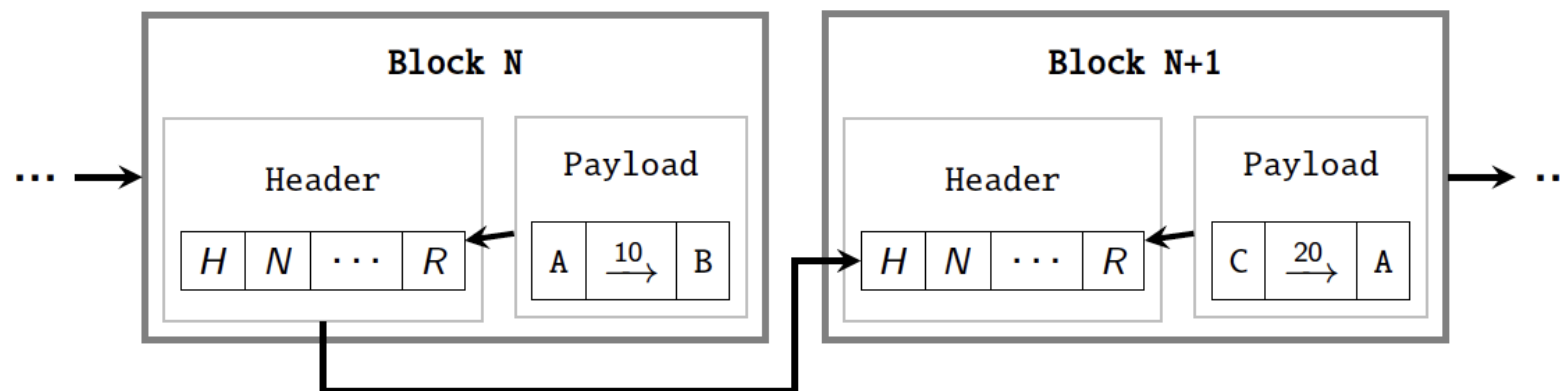 Block N
Header
H N ... R
Payload
A 10→ B
Block N+1
Header
H N ... R
Payload
C 20→ A
... ..